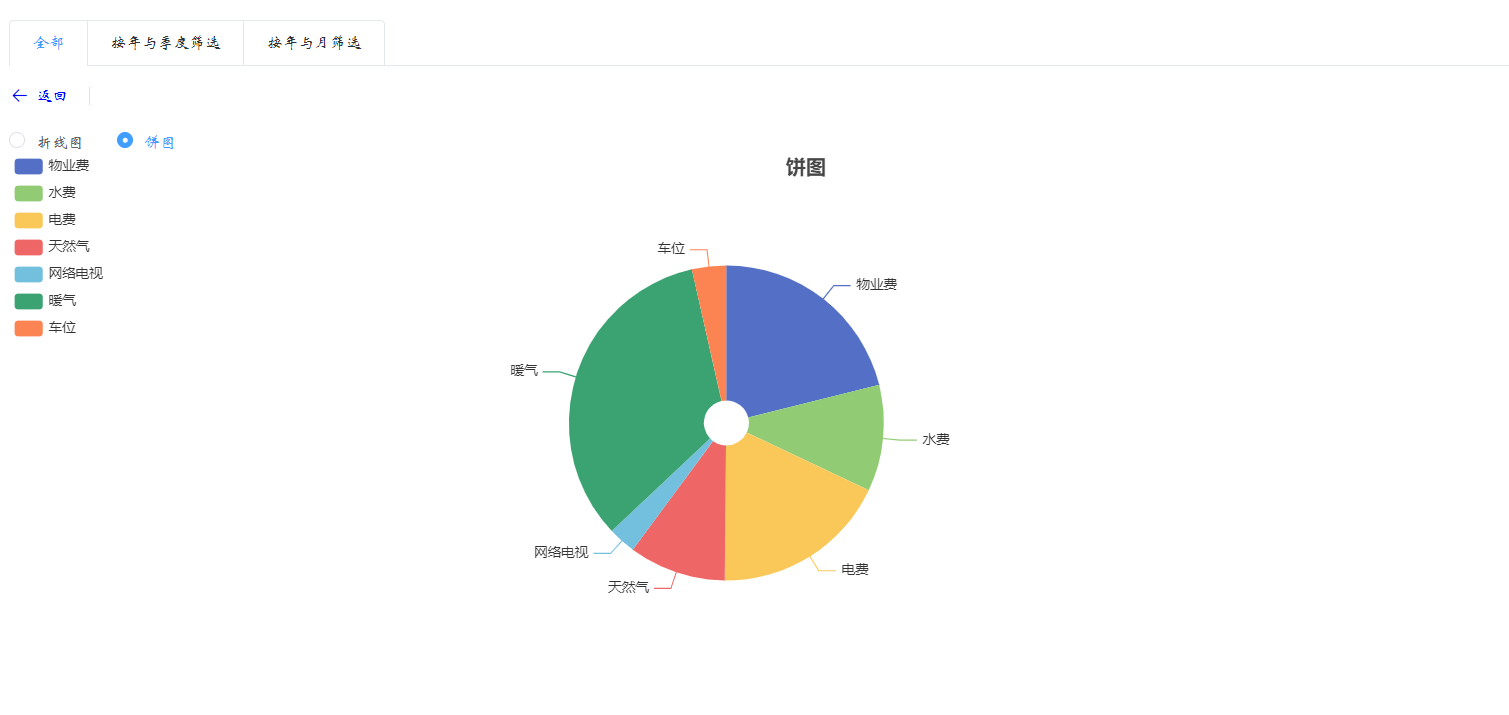 全部
按年与季度筛选
按年与月筛选
返回
折线图
饼图
物业费
水费
电费
天然气
网络电视
暖气
车位
饼图
车位
物业费
暖气
水费
网络电视
电费
天然气